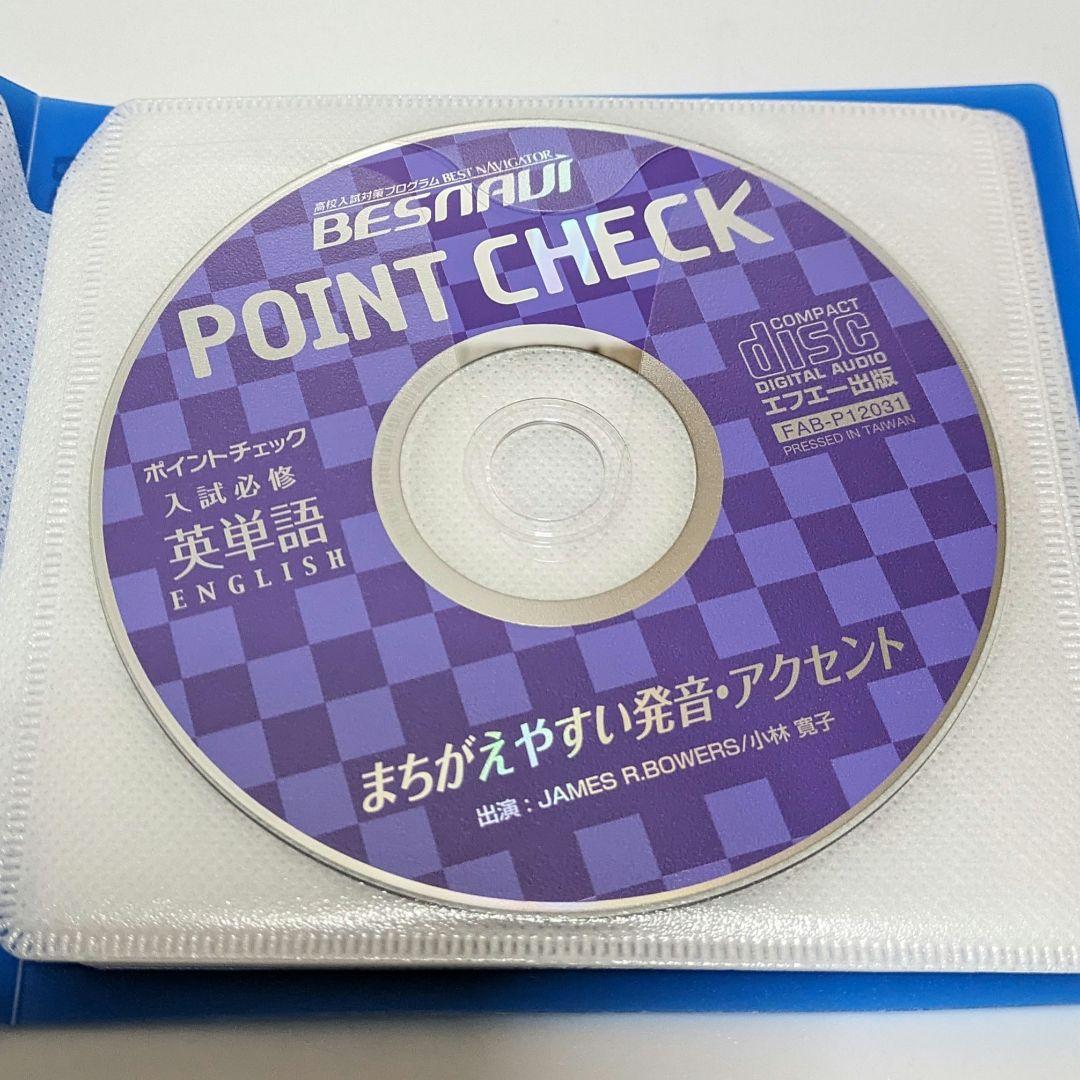 高校入試対策プログラム BEST NAVIGATOR
BESNAVI
POINT CHECK
COMPACT
disc
DIGITAL AUDIO
エフエー出版
FAB-P12031
PRESSED IN TAIWAN
ポイントチェック
入試必修
英単語
ENGLISH
まちがえやすい発音・アクセント
出演：JAMES R.BOWERS/小林 寛子